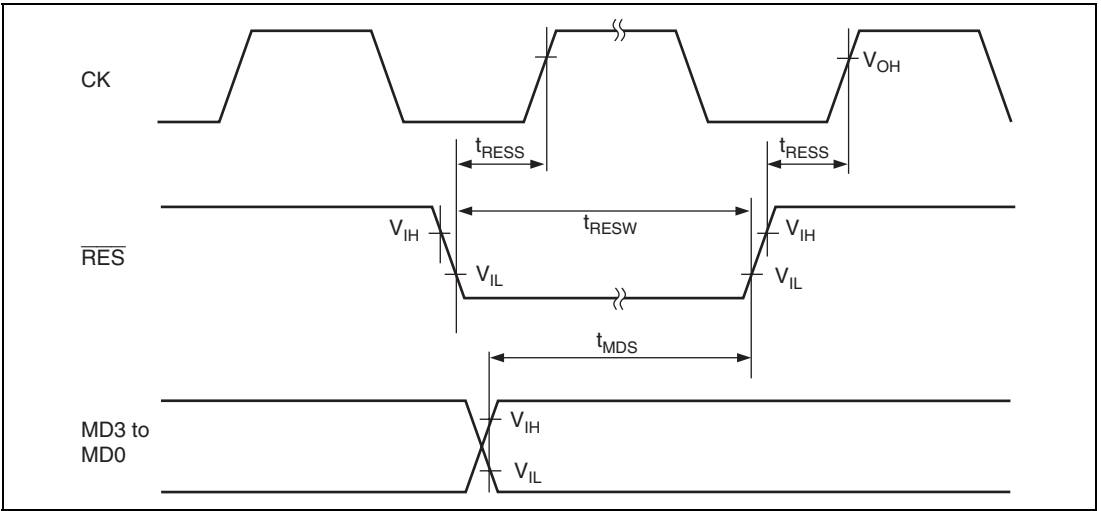 CK
V_OH
t_RESS
t_RESS
V_IH
t_RESW
V_IH
RES
V_IL
V_IL
t_MDS
MD3 to
MD0
V_IH
V_IL